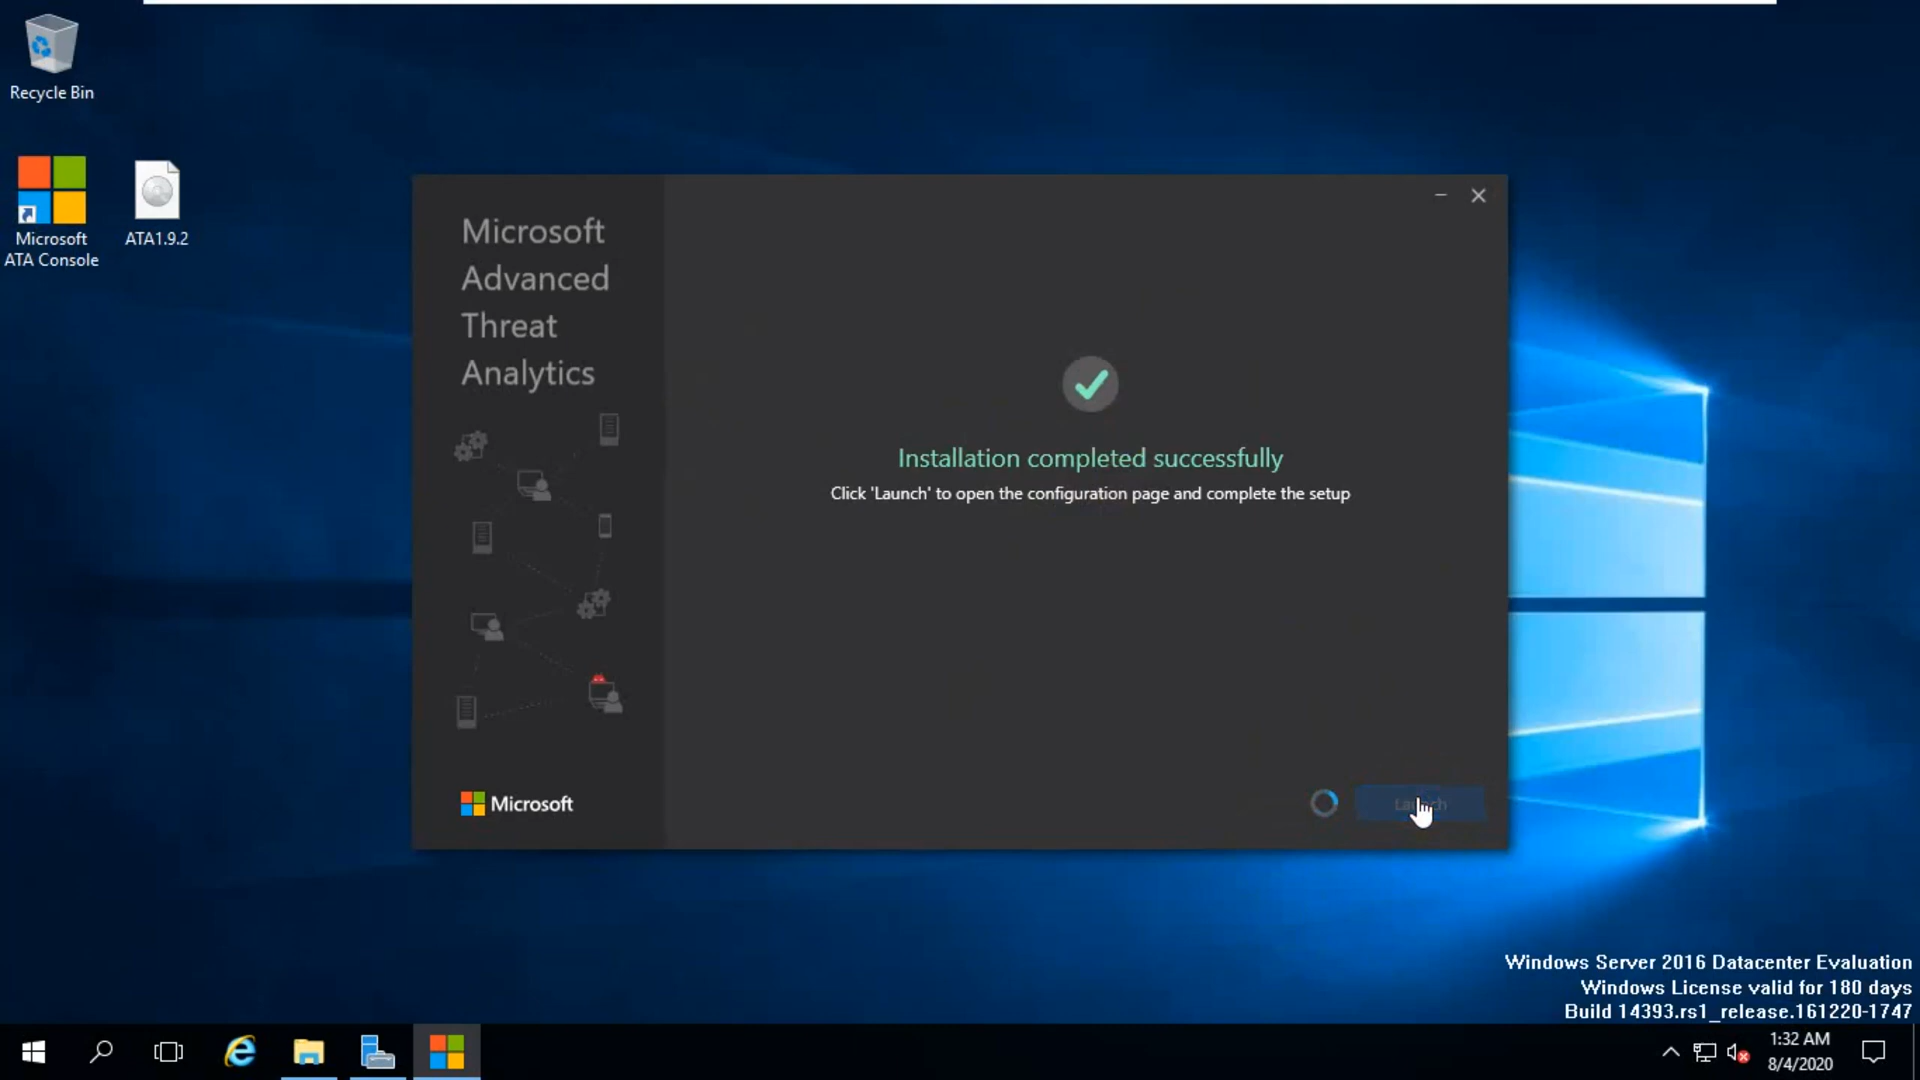 Recycle Bin
Microsoft
ATA Console
ATA1.9.2
Microsoft
Advanced
Threat
Analytics
Installation completed successfully
Click 'Launch' to open the configuration page and complete the setup
Microsoft
Launch
Windows Server 2016 Datacenter Evaluation
Windows License valid for 180 days
Build 14393.rs1_release.161220-1747
1:32 AM
8/4/2020